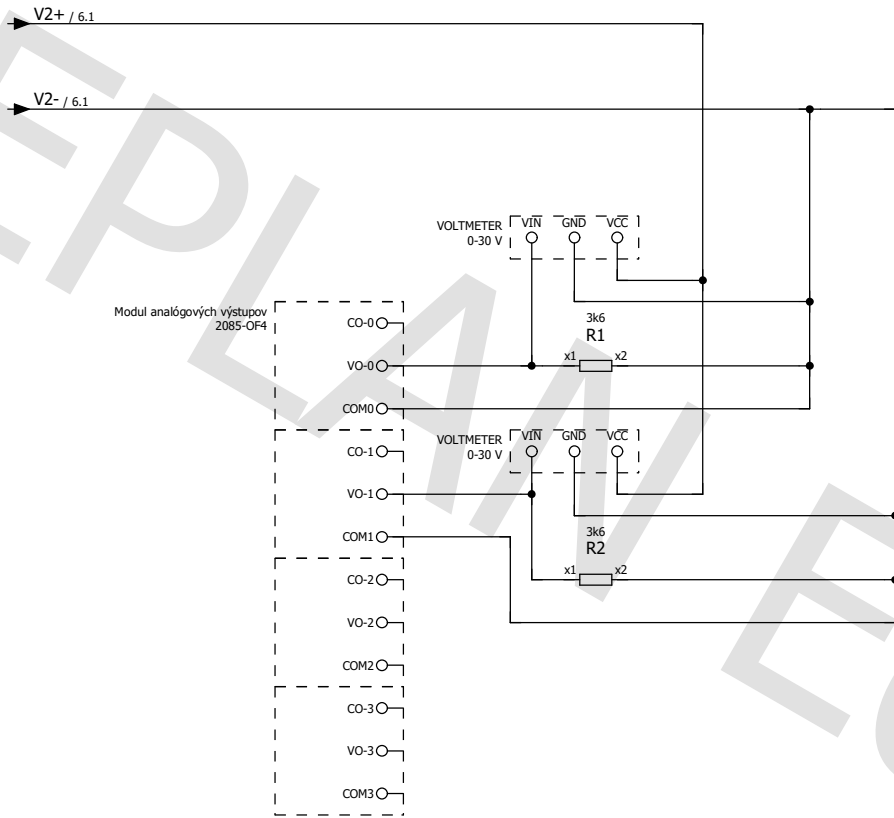 V2+ / 6.1
V2- / 6.1
VOLTMETER
0-30 V
VIN GND VCC
Modul analógových výstupov
2085-OF4
CO-0
3k6
R1
VO-0
x1 x2
COM0
VOLTMETER
0-30 V
VIN GND VCC
CO-1
VO-1
COM1
3k6
R2
x1 x2
CO-2
VO-2
COM2
CO-3
VO-3
COM3
EPLAN